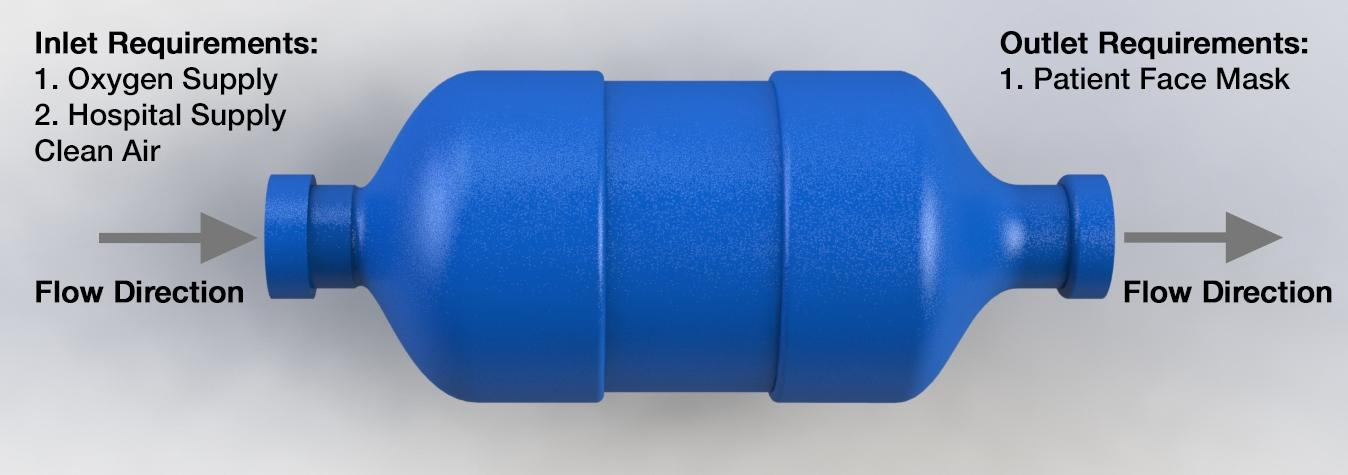 Inlet Requirements:
1. Oxygen Supply
2. Hospital Supply
Clean Air
Flow Direction
Outlet Requirements:
1. Patient Face Mask
Flow Direction